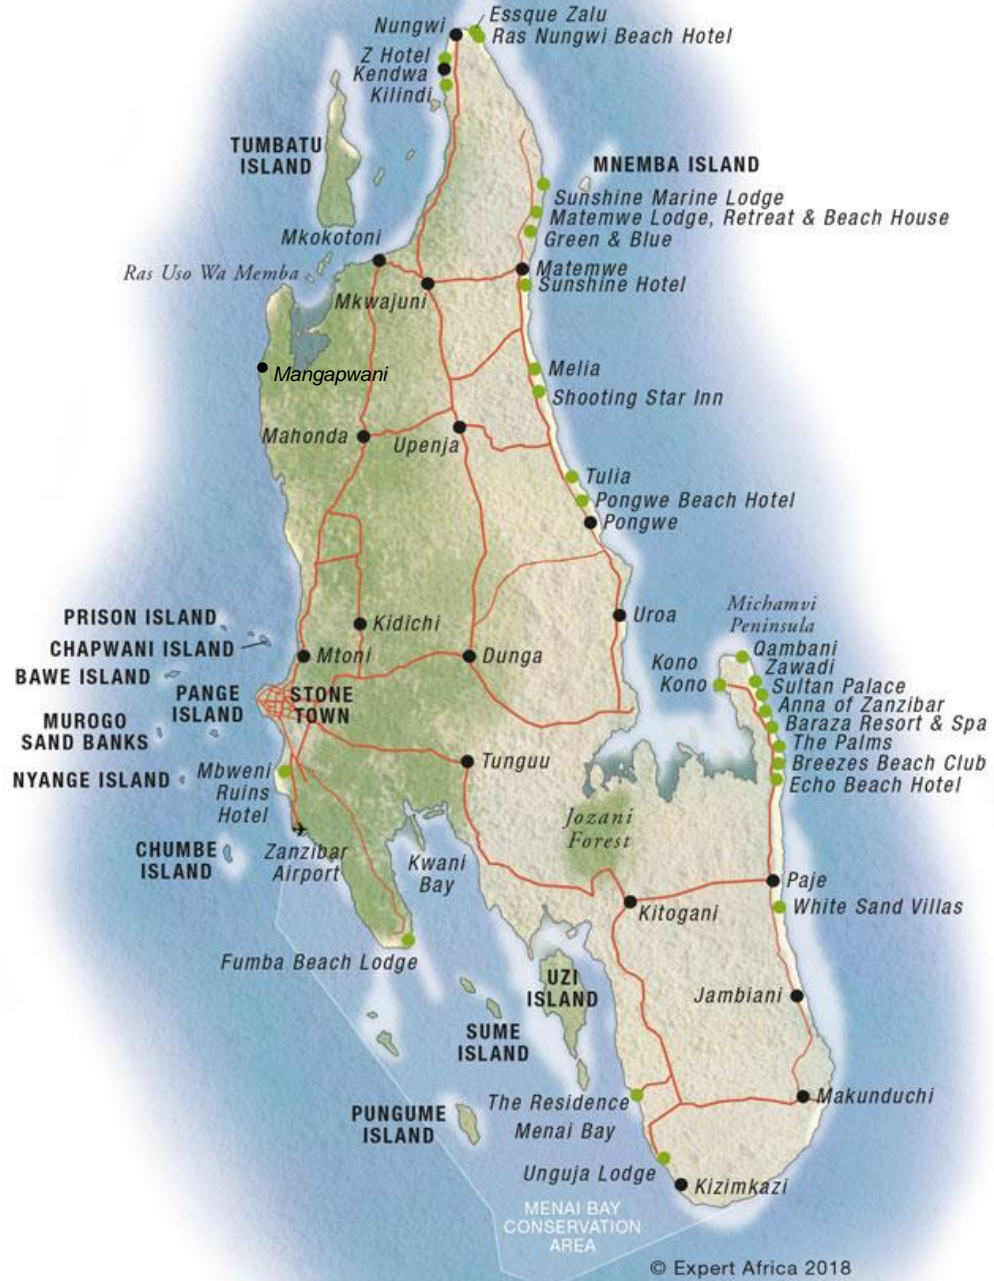 Essque Zalu
Nungwi
Ras Nungwi Beach Hotel
Z Hotel
Kendwa
Kilindi
TUMBATU
ISLAND
MNEMBA ISLAND
Sunshine Marine Lodge
Matemwe Lodge, Retreat & Beach House
Green & Blue
Mkokotoni
Ras Uso Wa Memba
Matemwe
Sunshine Hotel
Mkwajuni
Mangapwani
Melia
Shooting Star Inn
Mahonda
Upenja
Tulia
Pongwe Beach Hotel
Pongwe
PRISON ISLAND
Kidichi
Uroa
Michamvi
Peninsula
CHAPWANI ISLAND
Mtoni
Dunga
Qambani
Kono
Kono
Zawadi
BAWE ISLAND
PANGE
ISLAND
STONE
TOWN
Sultan Palace
Anna of Zanzibar
Baraza Resort & Spa
MUROGO
SAND BANKS
The Palms
Breezes Beach Club
Echo Beach Hotel
NYANGE ISLAND
Mbweni
Ruins
Hotel
Tunguu
Jozani
Forest
CHUMBE
ISLAND
Zanzibar
Airport
Kwani
Bay
Paje
White Sand Villas
Kitogani
Fumba Beach Lodge
UZI
ISLAND
Jambiani
SUME
ISLAND
The Residence
Menai Bay
Makunduchi
PUNGUME
ISLAND
Unguja Lodge
Kizimkazi
MENAI BAY
CONSERVATION
AREA
© Expert Africa 2018